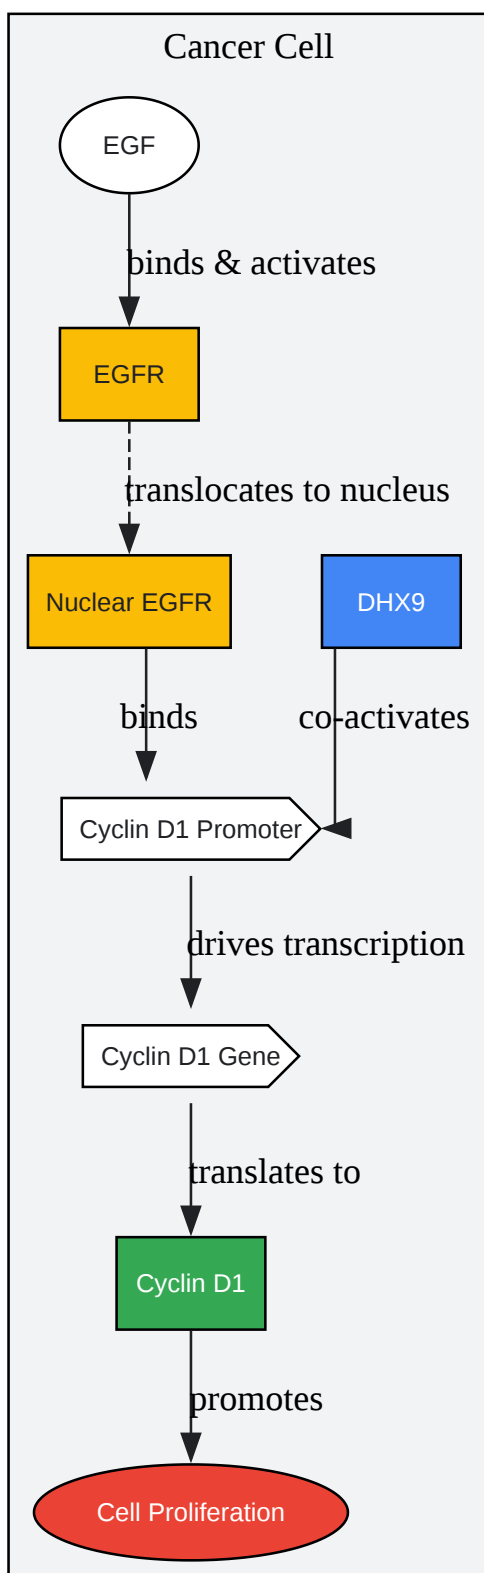 Cancer Cell
EGF
binds & activates
EGFR
translocates to nucleus
Nuclear EGFR
DHX9
binds
co-activates
Cyclin D1 Promoter
drives transcription
Cyclin D1 Gene
translates to
Cyclin D1
promotes
Cell Proliferation